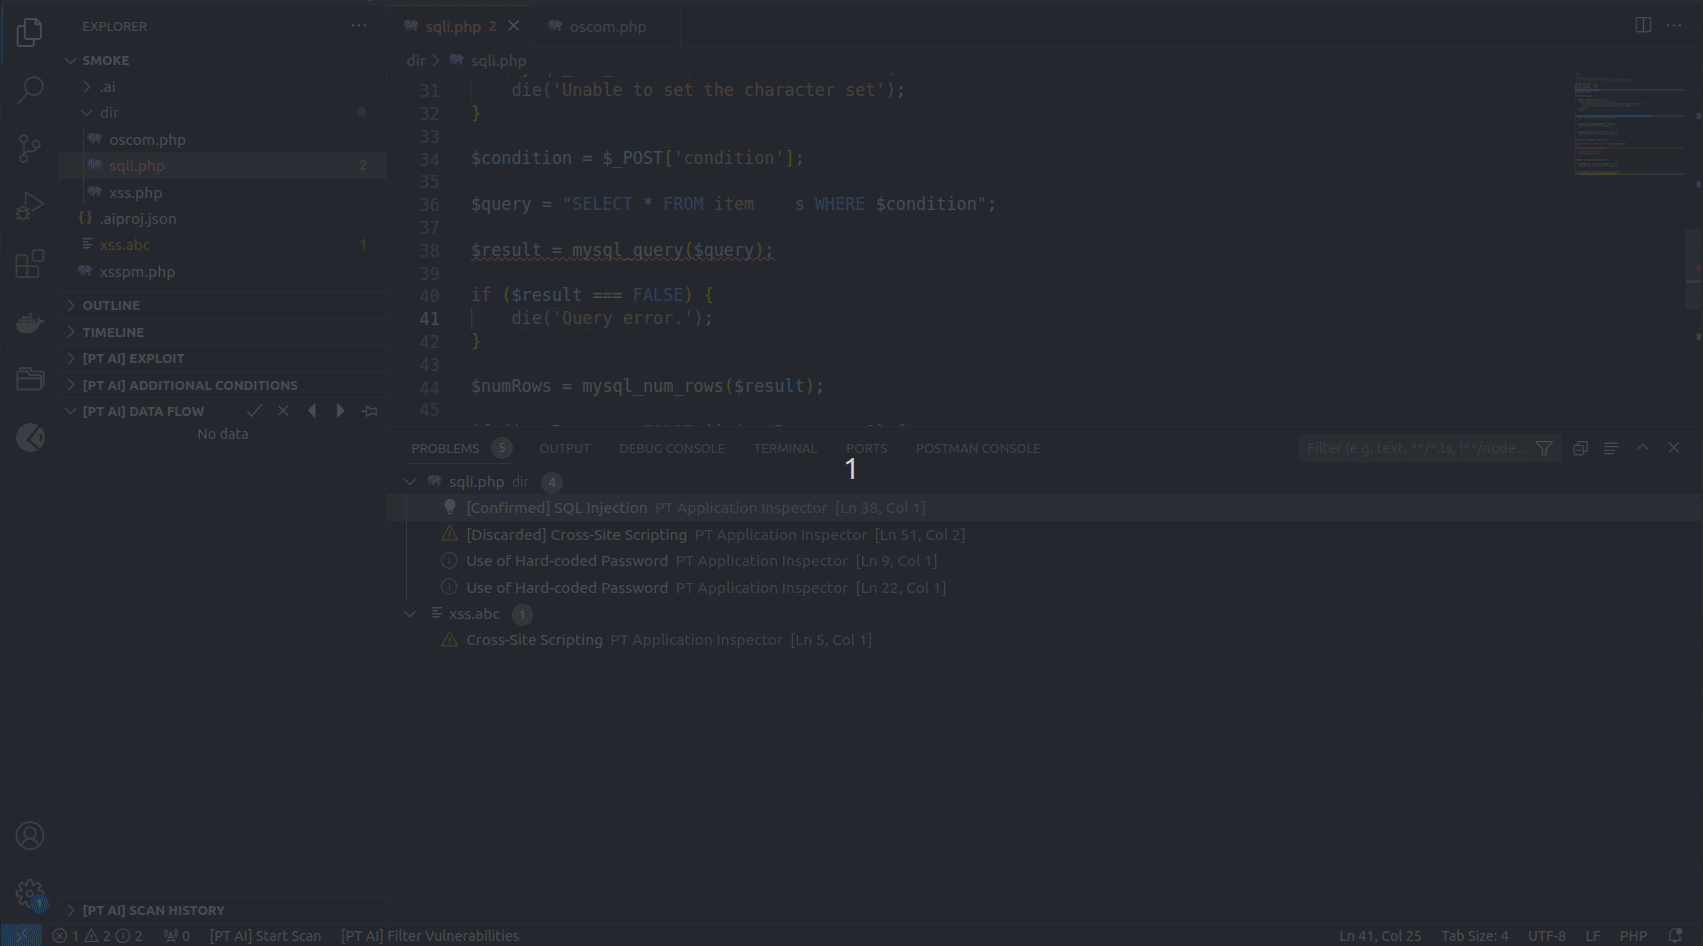 EXPLORER
SMOKE
.ai
dir
oscom.php
sqli.php 2
xss.php
{} .aiproj.json
xss.abc 1
xsspm.php
OUTLINE
TIMELINE
[PT AI] EXPLOIT
[PT AI] ADDITIONAL CONDITIONS
[PT AI] DATA FLOW
No data
[PT AI] SCAN HISTORY
sqli.php 2
oscom.php
dir > sqli.php
31 die('Unable to set the character set');
32 }
33
34 $condition = $_POST['condition'];
35
36 $query = "SELECT * FROM item    s WHERE $condition";
37
38 $result = mysql_query($query);
39
40 if ($result === FALSE) {
41 die('Query error.');
42 }
43
44 $numRows = mysql_num_rows($result);
45
PROBLEMS 5 OUTPUT DEBUG CONSOLE TERMINAL PORTS POSTMAN CONSOLE
Filter (e.g. text, **/*.ts, !**/node...
1
sqli.php dir 4
[Confirmed] SQL Injection PT Application Inspector [Ln 38, Col 1]
[Discarded] Cross-Site Scripting PT Application Inspector [Ln 51, Col 2]
Use of Hard-coded Password PT Application Inspector [Ln 9, Col 1]
Use of Hard-coded Password PT Application Inspector [Ln 22, Col 1]
xss.abc 1
Cross-Site Scripting PT Application Inspector [Ln 5, Col 1]
1
1 2 2 0 [PT AI] Start Scan [PT AI] Filter Vulnerabilities
Ln 41, Col 25 Tab Size: 4 UTF-8 LF PHP